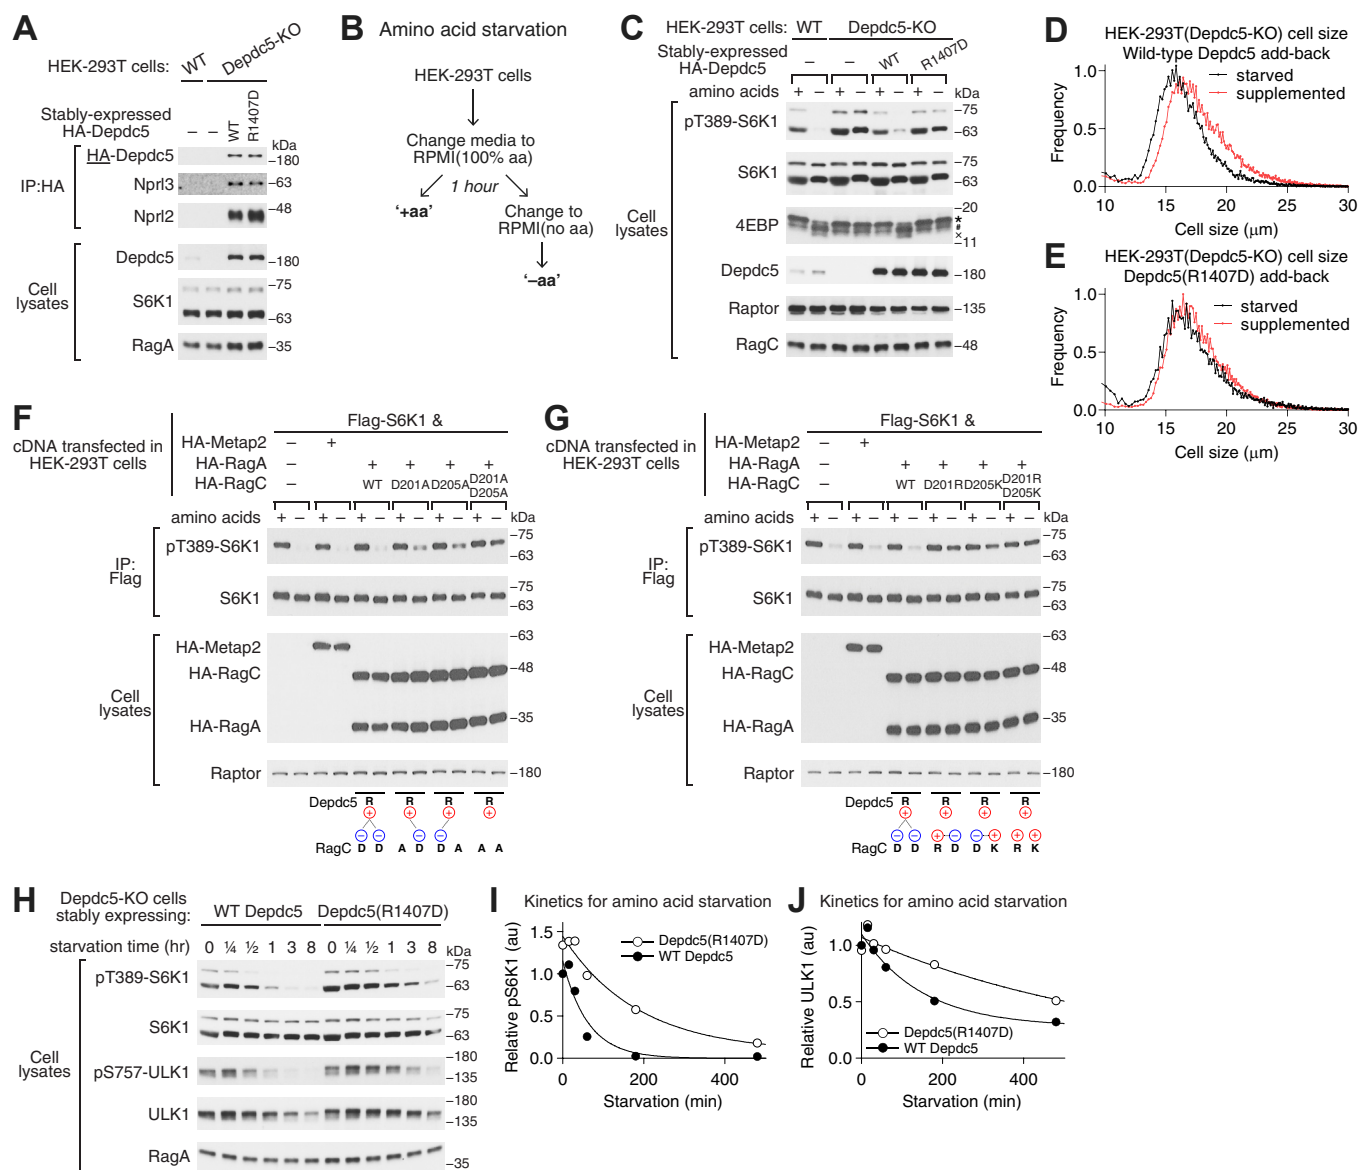 A
HEK-293T cells: WT Depdc5-KO
Stably-expressed
HA-Depdc5 – – WT R1407D
kDa
IP:HA
HA-Depdc5 –180
Nprl3 –63
Nprl2 –48
Cell lysates
Depdc5 –180
S6K1 –75
–63
RagA –35
B Amino acid starvation
HEK-293T cells
Change media to
RPMI(100% aa)
1 hour
‘+aa’
Change to
RPMI(no aa)
‘–aa’
C
HEK-293T cells: WT Depdc5-KO
Stably-expressed
HA-Depdc5 – – WT R1407D
amino acids + – + – + – + – kDa
Cell lysates
pT389-S6K1 –75
–63
S6K1 –75
–63
4EBP –20
*
#
×
–11
Depdc5 –180
Raptor –135
RagC –48
D
HEK-293T(Depdc5-KO) cell size
Wild-type Depdc5 add-back
starved
supplemented
Frequency
1.0
0.5
0.0
10 15 20 25 30
Cell size (μm)
E
HEK-293T(Depdc5-KO) cell size
Depdc5(R1407D) add-back
starved
supplemented
Frequency
1.0
0.5
0.0
10 15 20 25 30
Cell size (μm)
F
cDNA transfected in
HEK-293T cells
Flag-S6K1 &
HA-Metap2 – +
HA-RagA – + + + +
HA-RagC – WT D201A D205A D201A
D205A
amino acids + – + – + – + – + – + – kDa
IP:
Flag
pT389-S6K1 –75
–63
S6K1 –75
–63
Cell
lysates
HA-Metap2 –63
HA-RagC –48
HA-RagA –35
Raptor –180
Depdc5 R R R R
+ + + +
– – – –
RagC D D A D D A A A
G
cDNA transfected in
HEK-293T cells
Flag-S6K1 &
HA-Metap2 – +
HA-RagA – + + + +
HA-RagC – WT D201R D205K D201R
D205K
amino acids + – + – + – + – + – + – kDa
IP:
Flag
pT389-S6K1 –75
–63
S6K1 –75
–63
Cell
lysates
HA-Metap2 –63
HA-RagC –48
HA-RagA –35
Raptor –180
Depdc5 R R R R
+ + + +
– – + – – + + +
RagC D D R D D K R K
H
Depdc5-KO cells
stably expressing: WT Depdc5 Depdc5(R1407D)
starvation time (hr) 0 ¼ ½ 1 3 8 0 ¼ ½ 1 3 8 kDa
Cell
lysates
pT389-S6K1 –75
–63
S6K1 –75
–63
pS757-ULK1 –180
–135
ULK1 –180
–135
RagA –35
I Kinetics for amino acid starvation
Relative pS6K1 (au)
1.5
1.0
0.5
0.0
Depdc5(R1407D)
WT Depdc5
0 200 400
Starvation (min)
J Kinetics for amino acid starvation
Relative ULK1 (au)
1.0
0.5
0.0
Depdc5(R1407D)
WT Depdc5
0 200 400
Starvation (min)